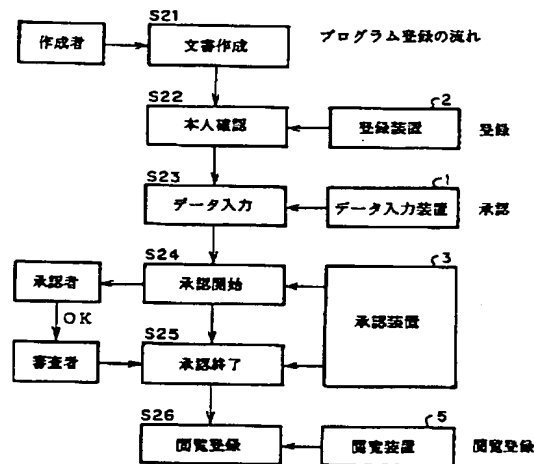 S21
作成者
文書作成
プログラム登録の流れ
S22
2
本人確認
登録装置
登録
S23
1
データ入力
データ入力装置
承認
S24
3
承認者
承認開始
承認装置
OK
S25
審査者
承認終了
S26
5
閲覧登録
閲覧装置
閲覧登録